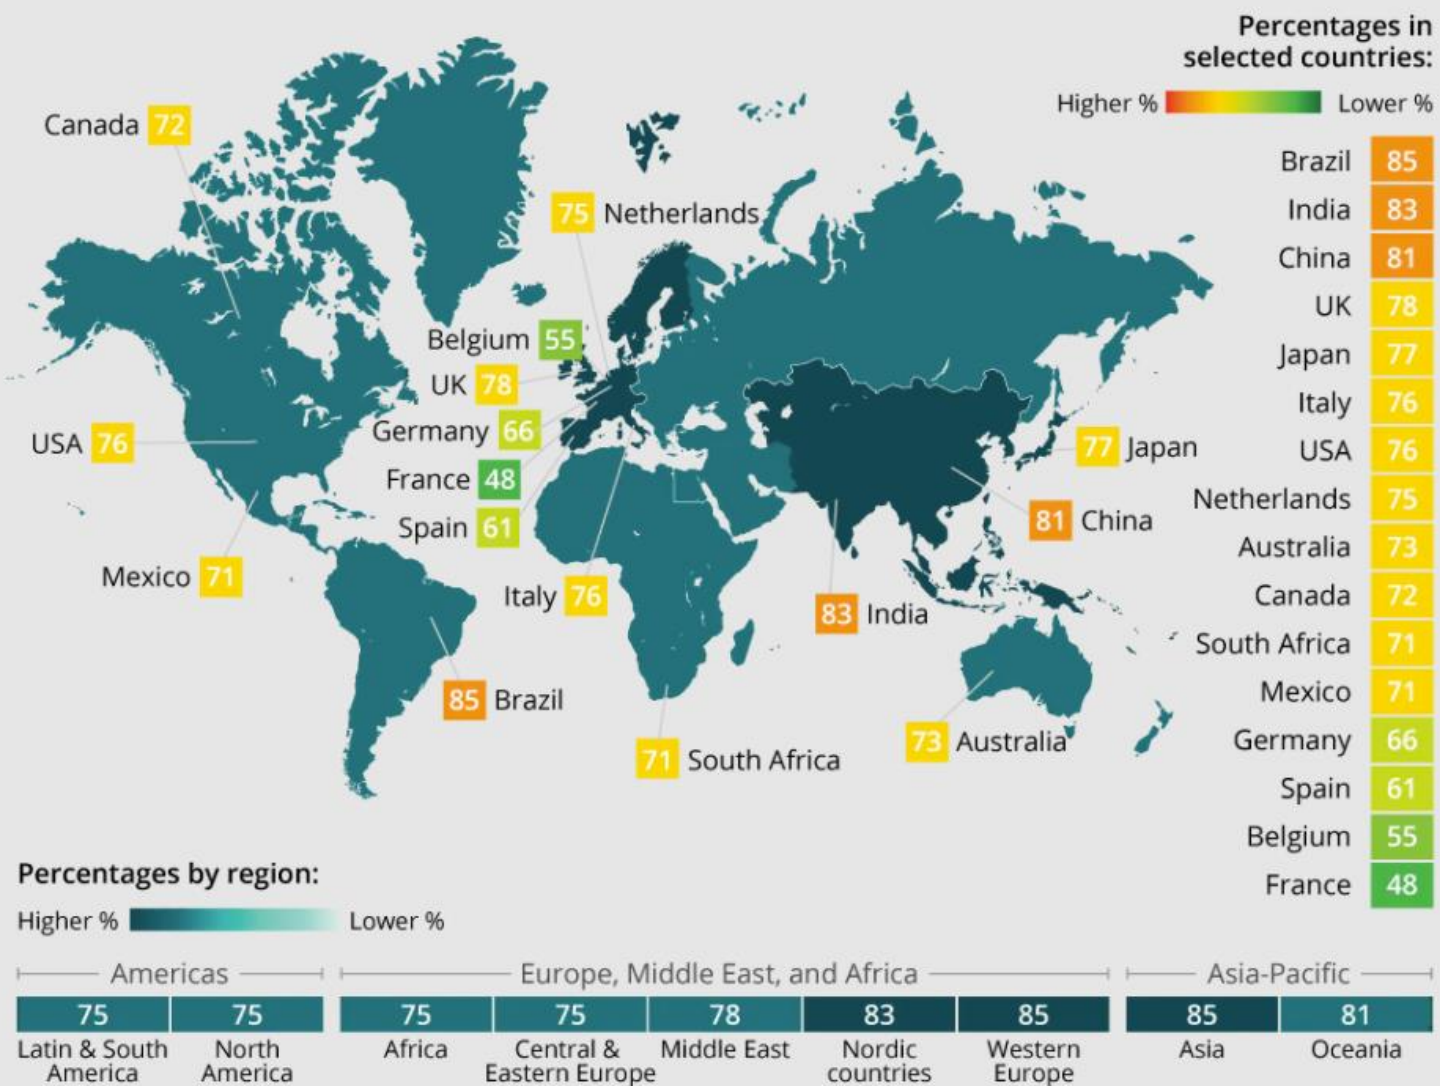 Percentages in
selected countries:
Higher % Lower %
Canada 72
75 Netherlands
Belgium 55
UK 78
Germany 66
USA 76
France 48
Spain 61
Mexico 71
Italy 76
77 Japan
81 China
83 India
85 Brazil
71 South Africa
73 Australia
Brazil 85
India 83
China 81
UK 78
Japan 77
Italy 76
USA 76
Netherlands 75
Australia 73
Canada 72
South Africa 71
Mexico 71
Germany 66
Spain 61
Belgium 55
France 48
Percentages by region:
Higher % Lower %
Americas Europe, Middle East, and Africa Asia-Pacific
75 75 75 75 78 83 85 85 81
Latin & South North Africa Central & Middle East Nordic Western Asia Oceania
America America Eastern Europe countries Europe